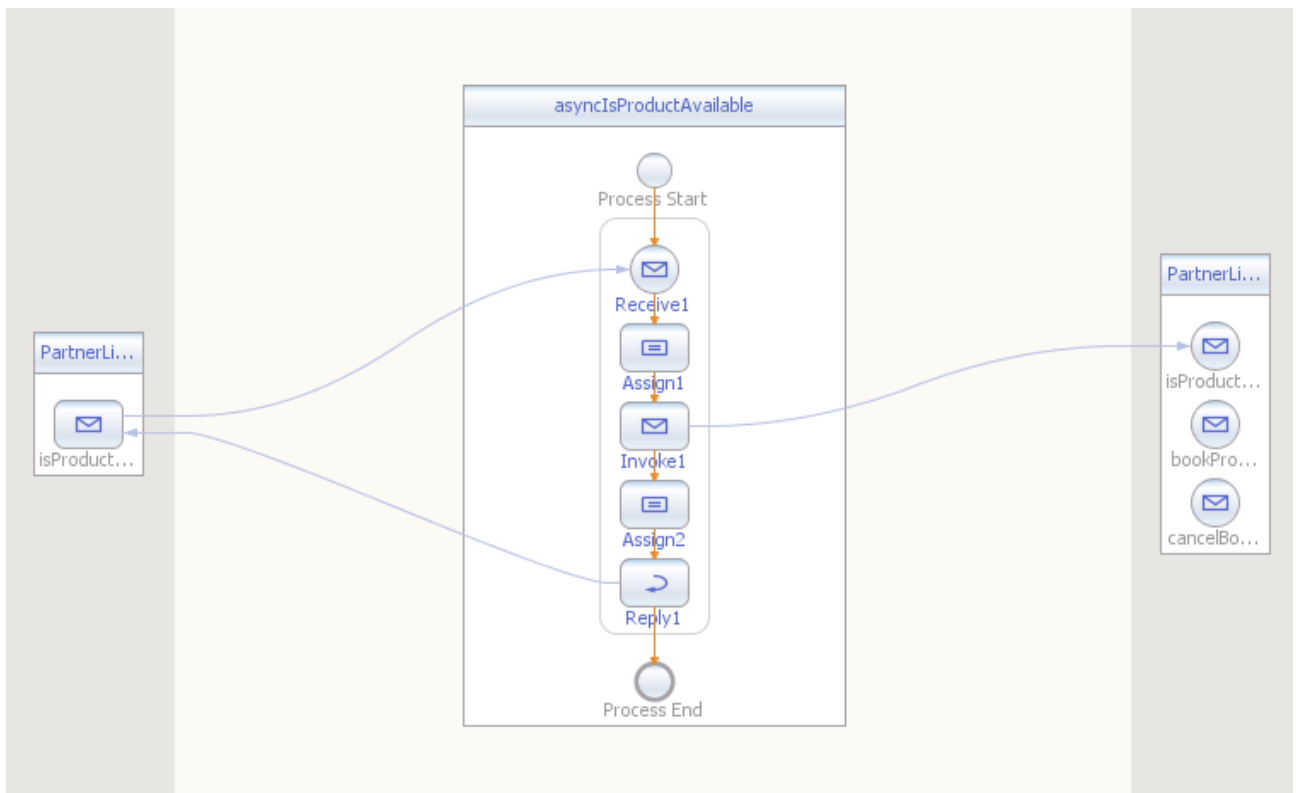 asyncIsProductAvailable
Process Start
Receive1
Assign1
Invoke1
Assign2
Reply1
Process End
PartnerLi...
isProduct...
PartnerLi...
isProduct...
bookPro...
cancelBo...